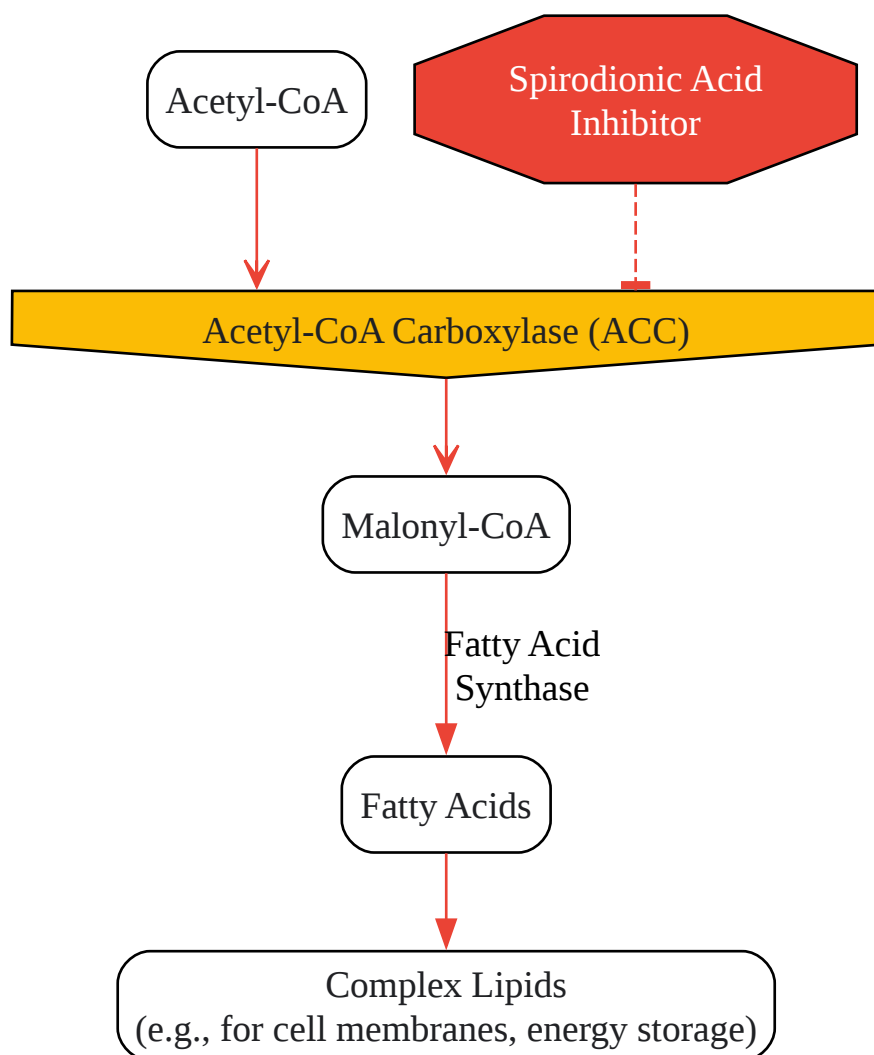 Acetyl-CoA
Spirodionic Acid
Inhibitor
Acetyl-CoA Carboxylase (ACC)
Malonyl-CoA
Fatty Acid
Synthase
Fatty Acids
Complex Lipids
(e.g., for cell membranes, energy storage)